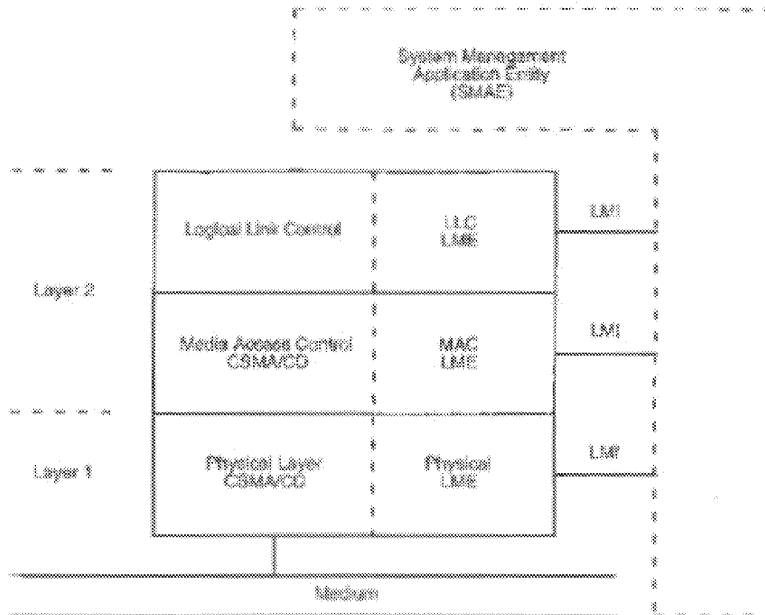 System Management
Application Entity
(SMAE)
Logical Link Control
LLC
LME
LMI
Layer 2
Media Access Control
CSMA/CD
MAC
LME
LMI
Layer 1
Physical Layer
CSMA/CD
Physical
LME
LMI
Medium